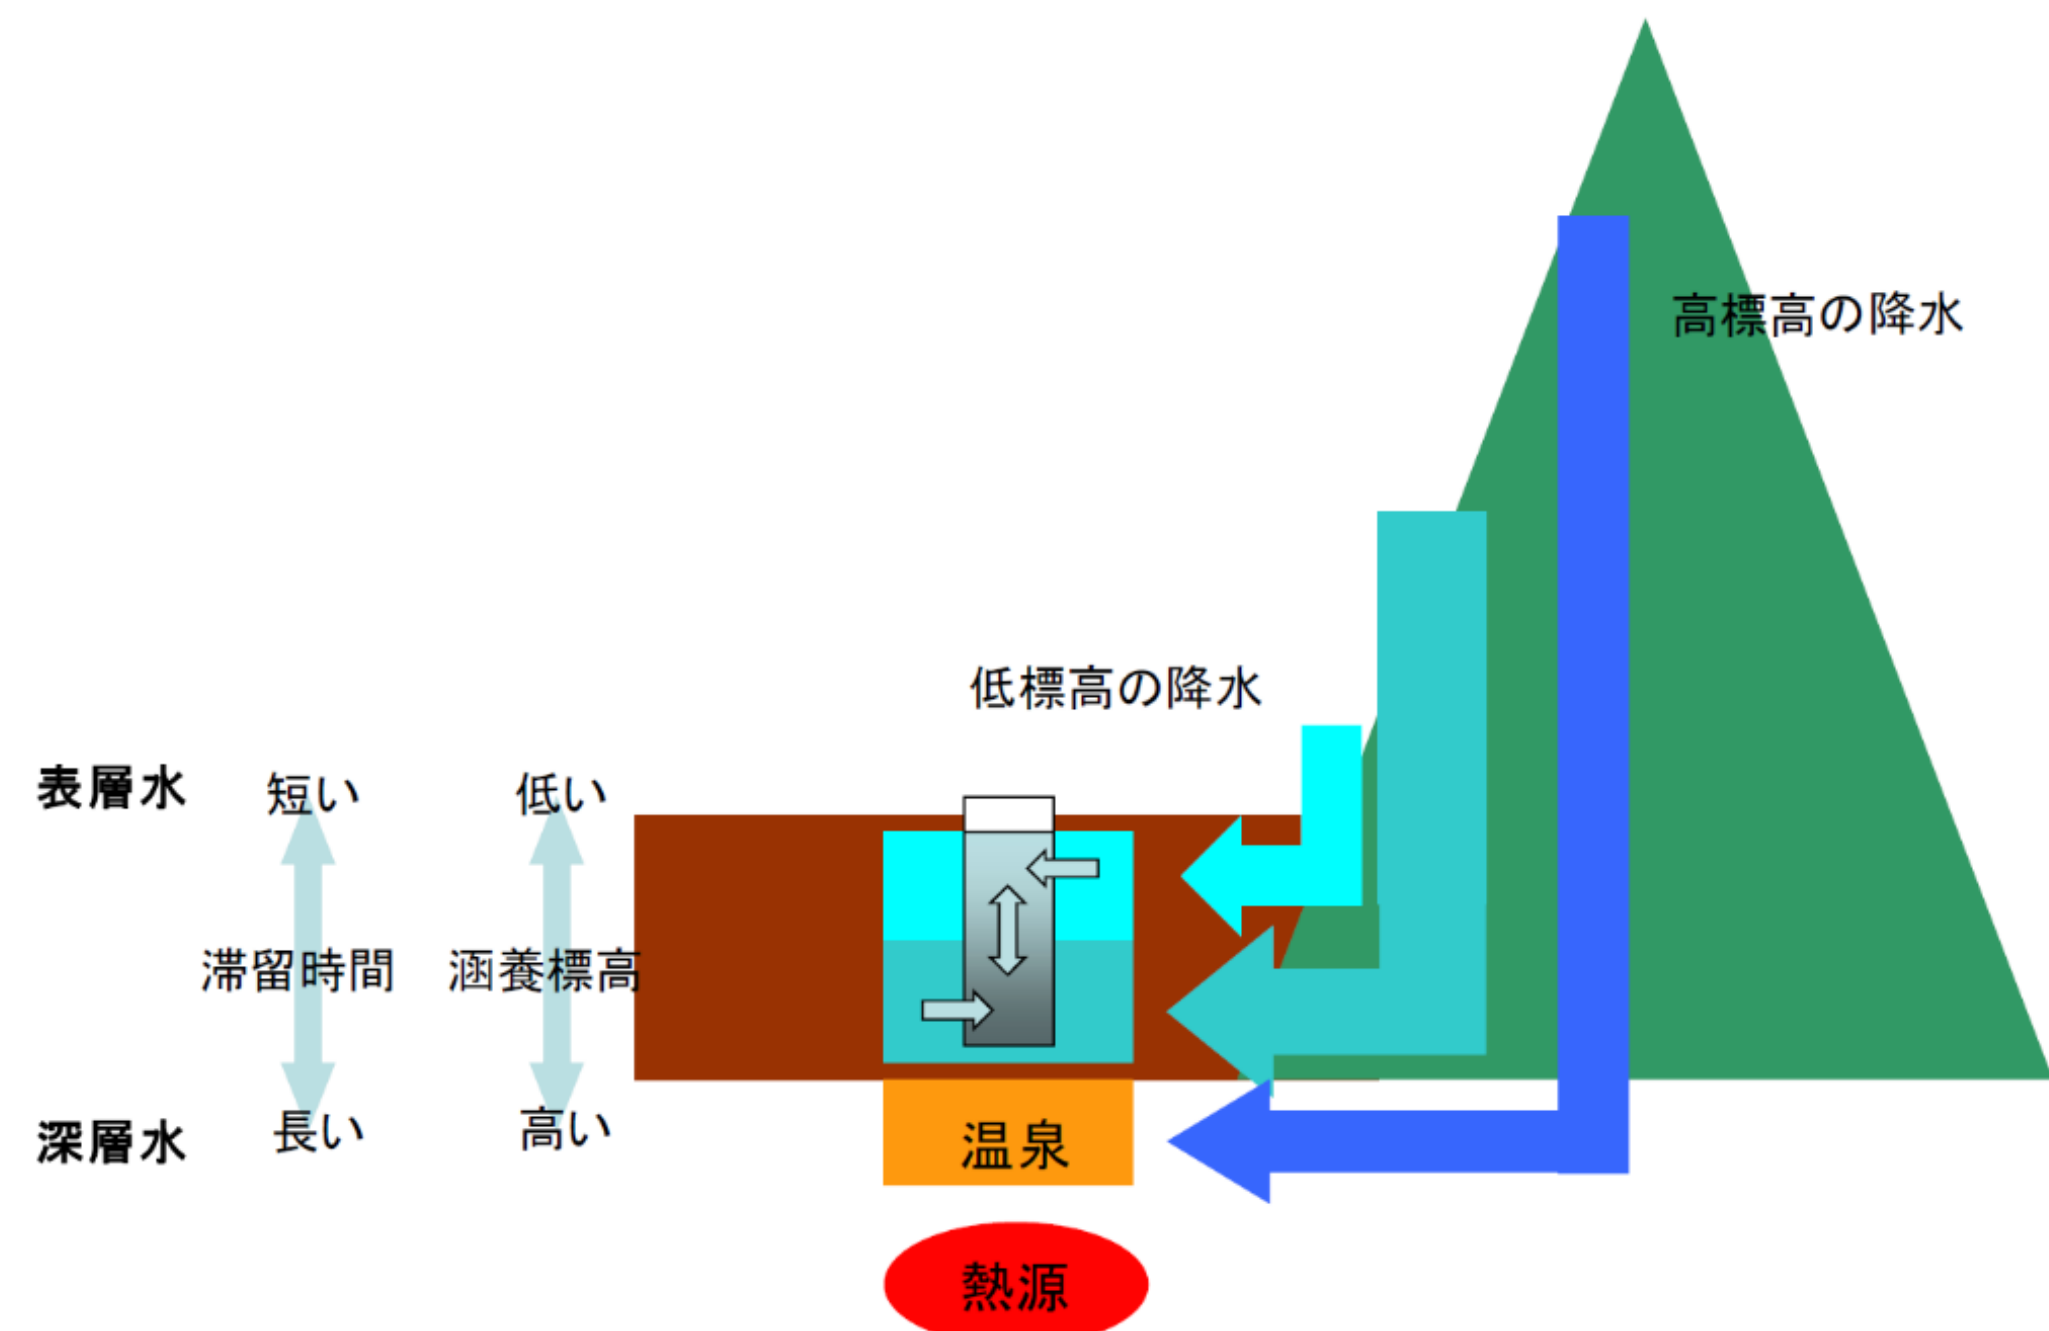 高標高の降水
低標高の降水
表層水 短い 低い
滞留時間 涵養標高
深層水 長い 高い
温泉
熱源